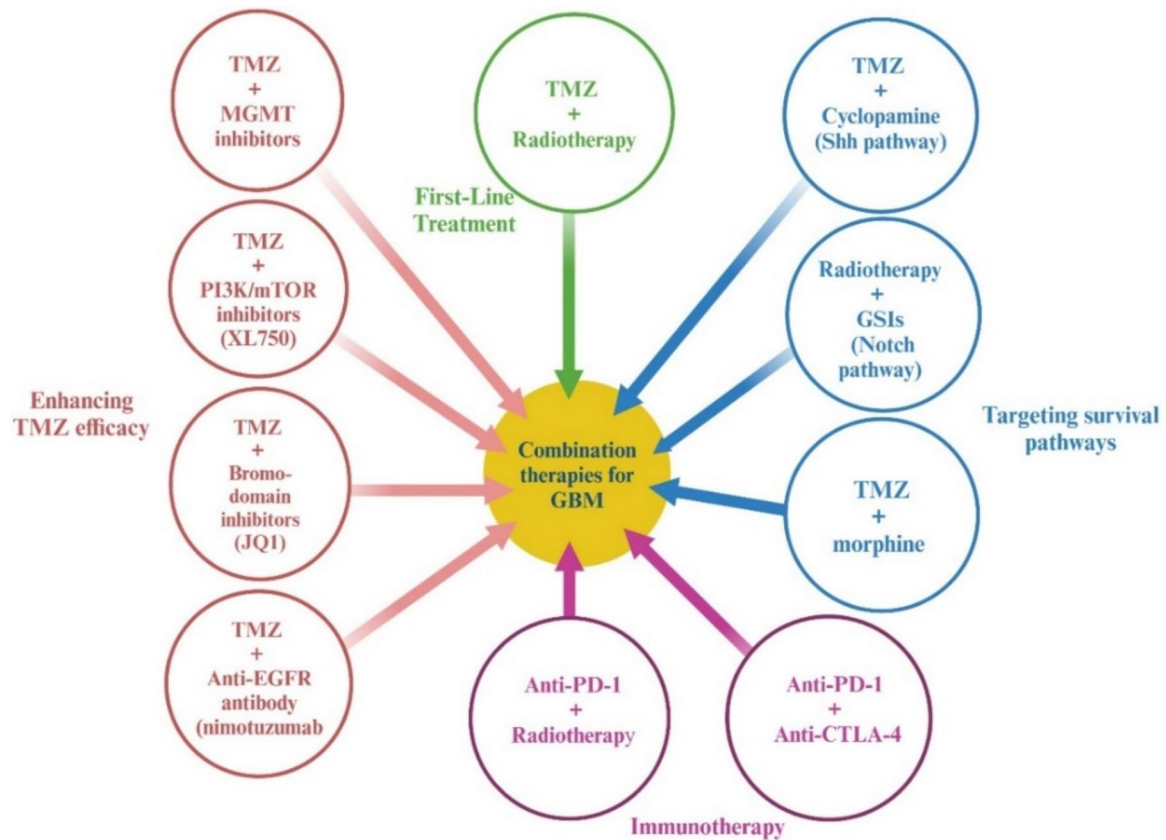 TMZ
+
MGMT
inhibitors
TMZ
+
Radiotherapy
TMZ
+
Cyclopamine
(Shh pathway)
First-Line
Treatment
TMZ
+
PI3K/mTOR
inhibitors
(XL750)
Radiotherapy
+
GSIs
(Notch
pathway)
Enhancing
TMZ efficacy
TMZ
+
Bromo-
domain
inhibitors
(JQ1)
Combination
therapies for
GBM
Targeting survival
pathways
TMZ
+
morphine
TMZ
+
Anti-EGFR
antibody
(nimotuzumab
Anti-PD-1
+
Radiotherapy
Anti-PD-1
+
Anti-CTLA-4
Immunotherapy